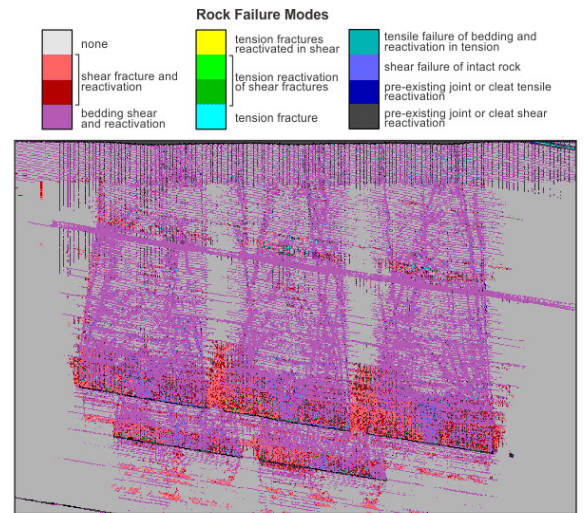 Rock Failure Modes
none
shear fracture and
reactivation
bedding shear
and reactivation
tension fractures
reactivated in shear
tension reactivation
of shear fractures
tension fracture
tensile failure of bedding and
reactivation in tension
shear failure of intact rock
pre-existing joint or cleat tensile
reactivation
pre-existing joint or cleat shear
reactivation